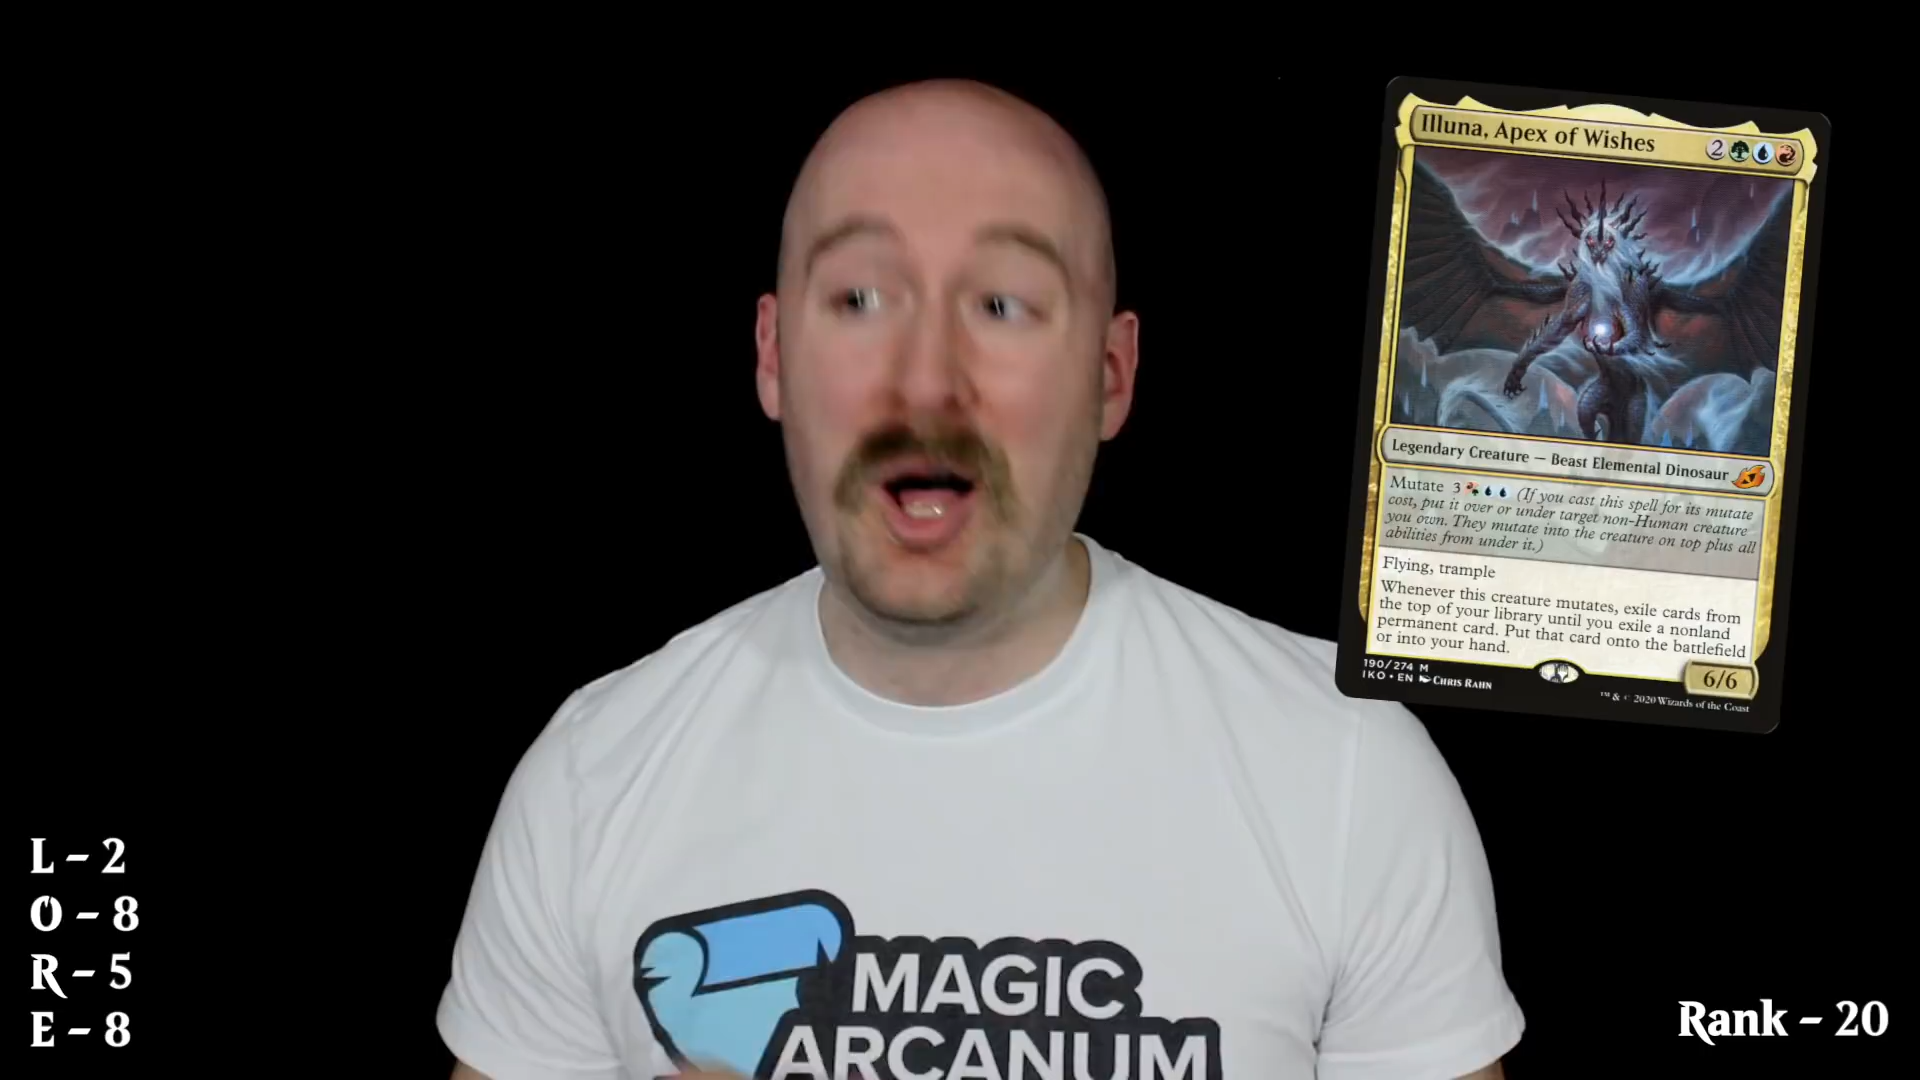 Illuna, Apex of Wishes 2
Legendary Creature — Beast Elemental Dinosaur
Mutate 3 (If you cast this spell for its mutate
cost, put it over or under target non-Human creature
you own. They mutate into the creature on top plus all
abilities from under it.)
Flying, trample
Whenever this creature mutates, exile cards from
the top of your library until you exile a nonland
permanent card. Put that card onto the battlefield
or into your hand.
6/6
190/274 M
IKO • EN CHRIS RAHN
™ & © 2020 Wizards of the Coast
L – 2
O – 8
R – 5
E – 8
MAGIC
ARCANUM
Rank – 20